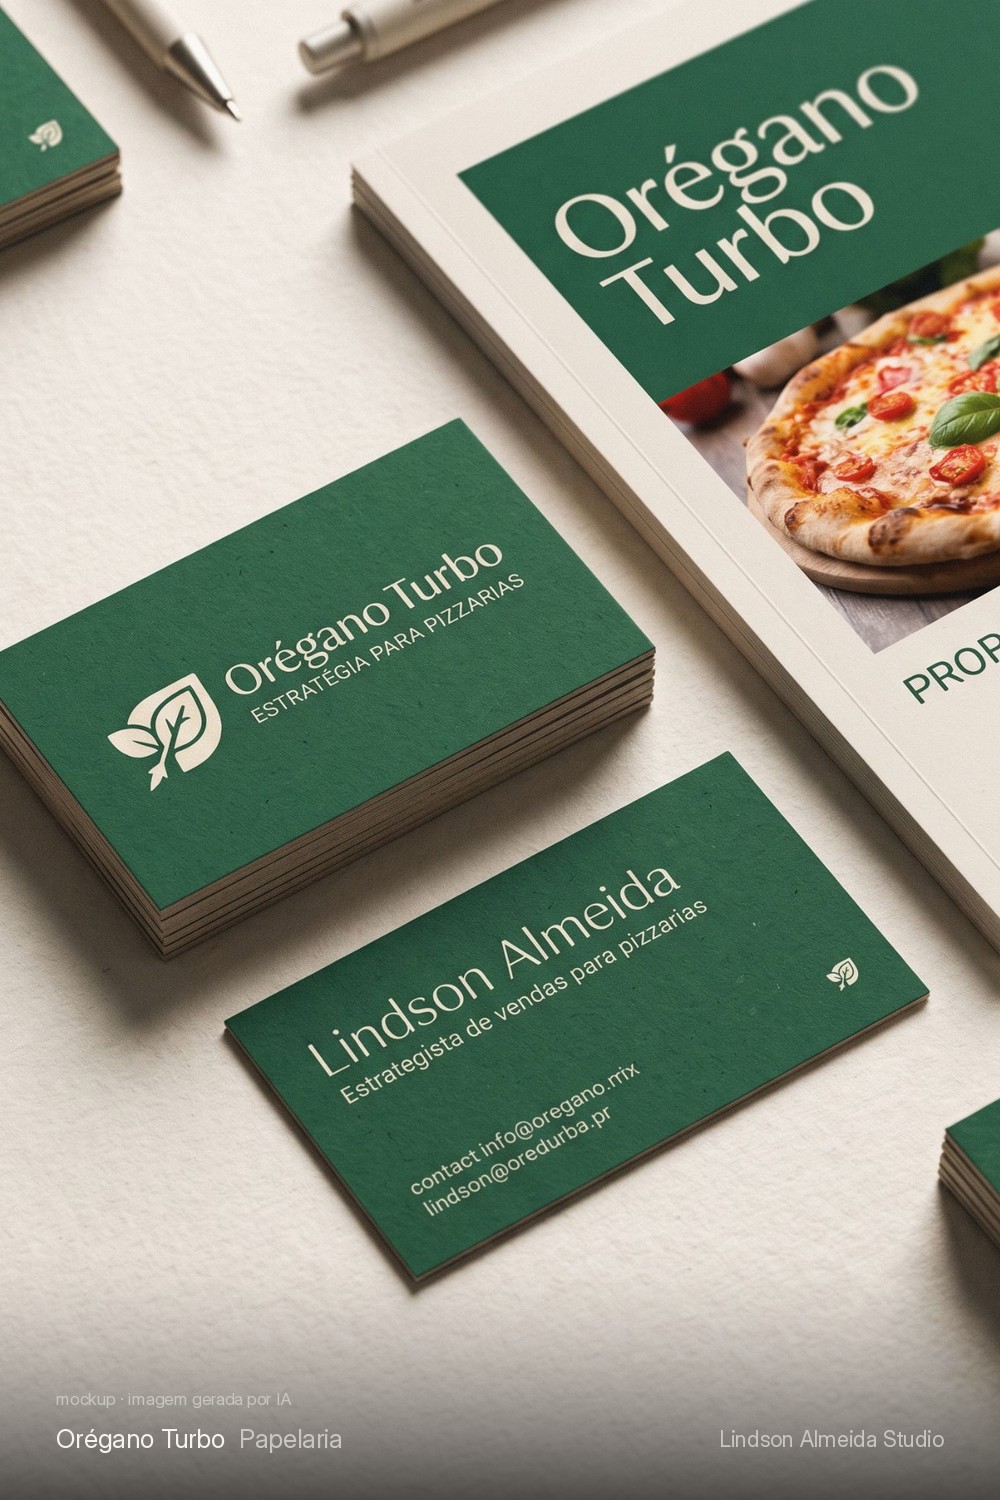 Orégano
Turbo
PROP
Orégano Turbo
ESTRATÉGIA PARA PIZZARIAS
Lindson Almeida
Estrategista de vendas para pizzarias
contact info@oregano.mix
lindson@oredurba.pr
mockup · imagem gerada por IA
Orégano Turbo Papelaria
Lindson Almeida Studio